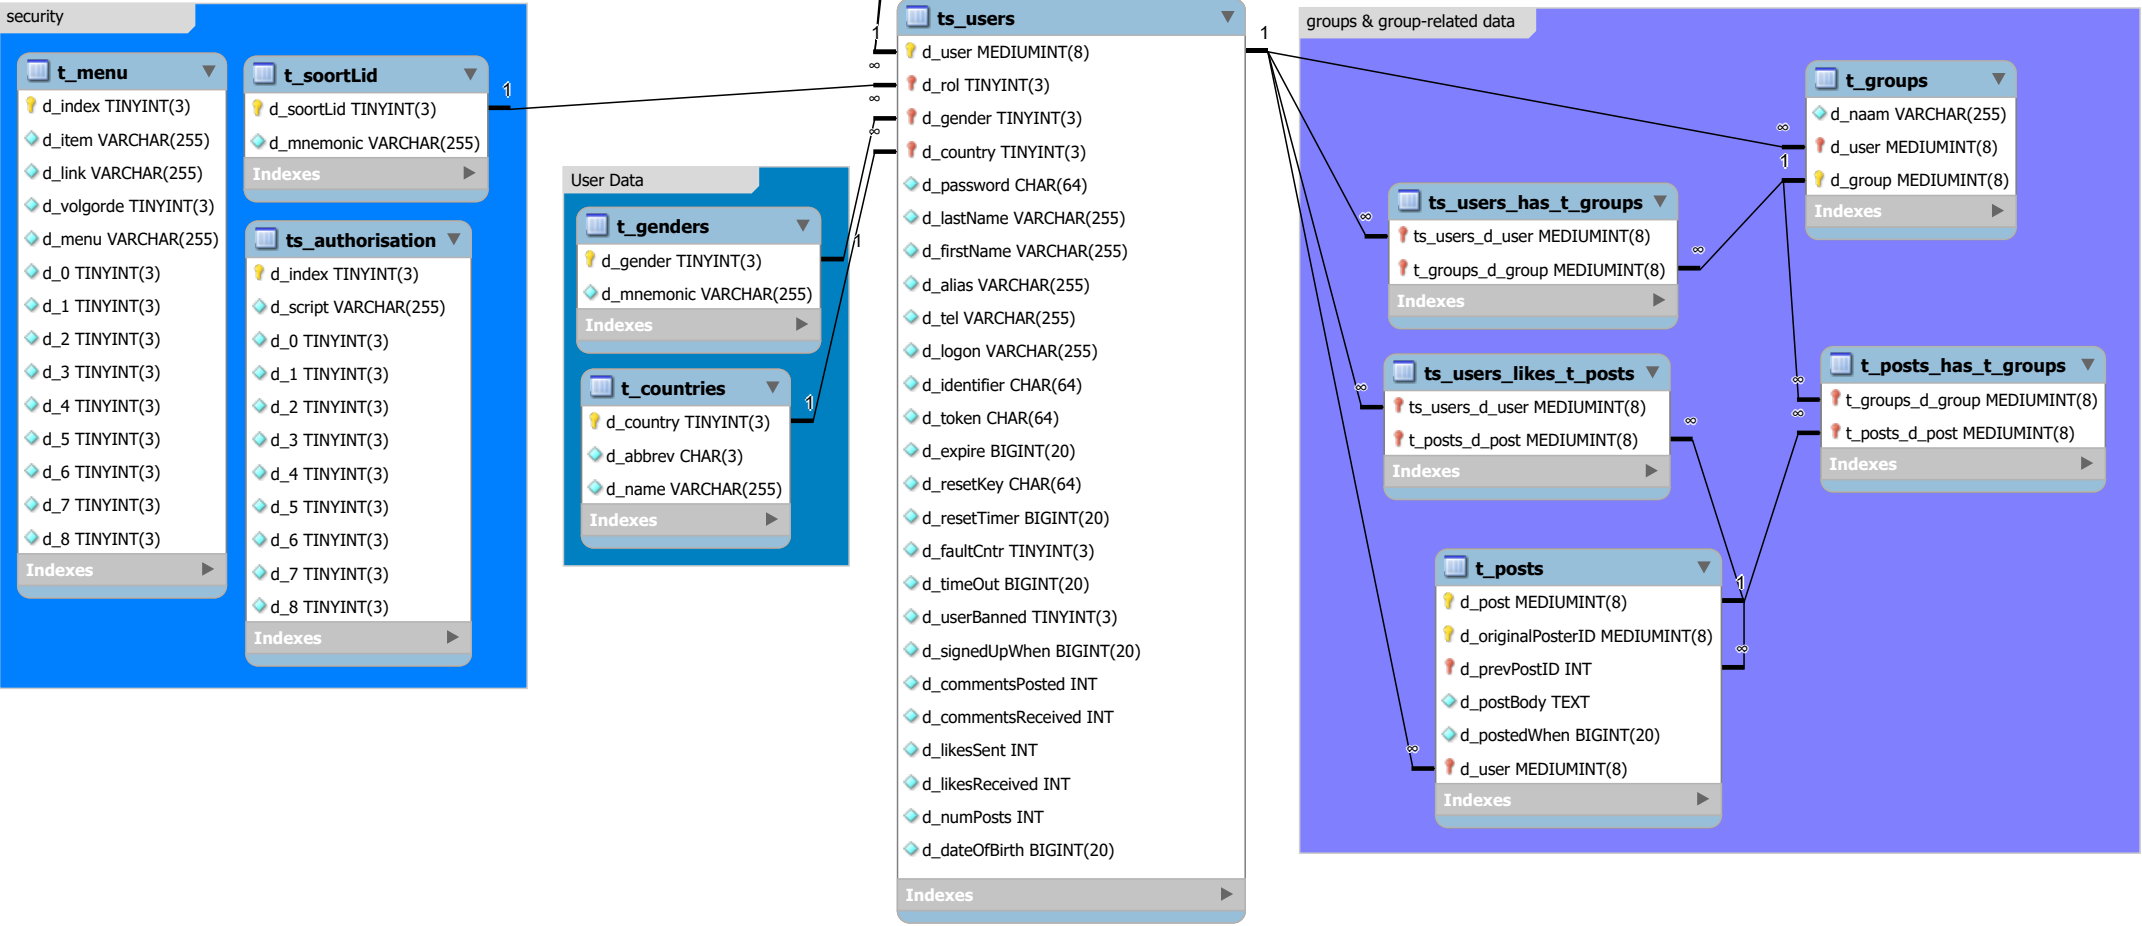 security
t_menu
d_index TINYINT(3)
d_item VARCHAR(255)
d_link VARCHAR(255)
d_volgorde TINYINT(3)
d_menu VARCHAR(255)
d_0 TINYINT(3)
d_1 TINYINT(3)
d_2 TINYINT(3)
d_3 TINYINT(3)
d_4 TINYINT(3)
d_5 TINYINT(3)
d_6 TINYINT(3)
d_7 TINYINT(3)
d_8 TINYINT(3)
Indexes
t_soortLid
d_soortLid TINYINT(3)
d_mnemonic VARCHAR(255)
Indexes
1
ts_authorisation
d_index TINYINT(3)
d_script VARCHAR(255)
d_0 TINYINT(3)
d_1 TINYINT(3)
d_2 TINYINT(3)
d_3 TINYINT(3)
d_4 TINYINT(3)
d_5 TINYINT(3)
d_6 TINYINT(3)
d_7 TINYINT(3)
d_8 TINYINT(3)
Indexes
User Data
t_genders
d_gender TINYINT(3)
d_mnemonic VARCHAR(255)
Indexes
1
t_countries
d_country TINYINT(3)
d_abbrev CHAR(3)
d_name VARCHAR(255)
Indexes
1
1
∞
∞
∞
ts_users
d_user MEDIUMINT(8)
d_rol TINYINT(3)
d_gender TINYINT(3)
d_country TINYINT(3)
d_password CHAR(64)
d_lastName VARCHAR(255)
d_firstName VARCHAR(255)
d_alias VARCHAR(255)
d_tel VARCHAR(255)
d_logon VARCHAR(255)
d_identifier CHAR(64)
d_token CHAR(64)
d_expire BIGINT(20)
d_resetKey CHAR(64)
d_resetTimer BIGINT(20)
d_faultCntr TINYINT(3)
d_timeOut BIGINT(20)
d_userBanned TINYINT(3)
d_signedUpWhen BIGINT(20)
d_commentsPosted INT
d_commentsReceived INT
d_likesSent INT
d_likesReceived INT
d_numPosts INT
d_dateOfBirth BIGINT(20)
Indexes
1
groups & group-related data
t_groups
d_naam VARCHAR(255)
∞
d_user MEDIUMINT(8)
1
d_group MEDIUMINT(8)
Indexes
ts_users_has_t_groups
∞
ts_users_d_user MEDIUMINT(8)
∞
t_groups_d_group MEDIUMINT(8)
Indexes
ts_users_likes_t_posts
∞
ts_users_d_user MEDIUMINT(8)
∞
t_posts_d_post MEDIUMINT(8)
Indexes
t_posts_has_t_groups
∞
t_groups_d_group MEDIUMINT(8)
∞
t_posts_d_post MEDIUMINT(8)
Indexes
t_posts
1
d_post MEDIUMINT(8)
d_originalPosterID MEDIUMINT(8)
∞
d_prevPostID INT
d_postBody TEXT
d_postedWhen BIGINT(20)
∞
d_user MEDIUMINT(8)
Indexes